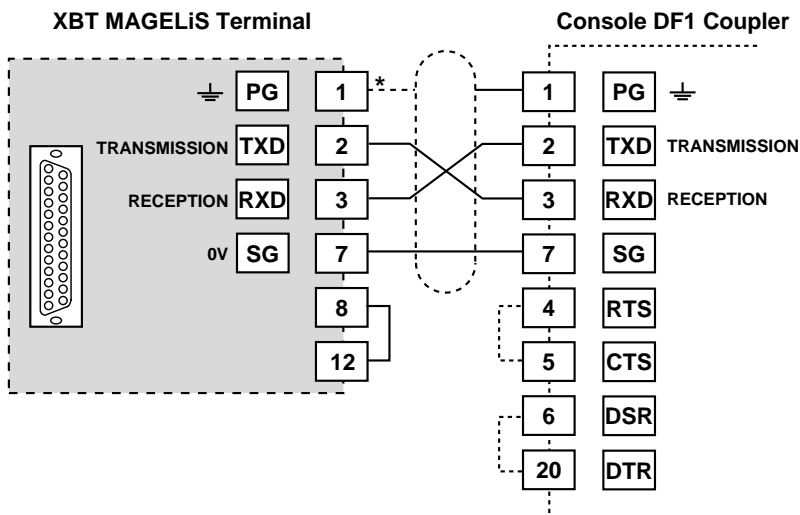 XBT MAGELiS Terminal
Console DF1 Coupler
PG 1 * 1 PG
TRANSMISSION TXD 2 2 TXD TRANSMISSION
RECEPTION RXD 3 3 RXD RECEPTION
0V SG 7 7 SG
8 4 RTS
12 5 CTS
6 DSR
20 DTR